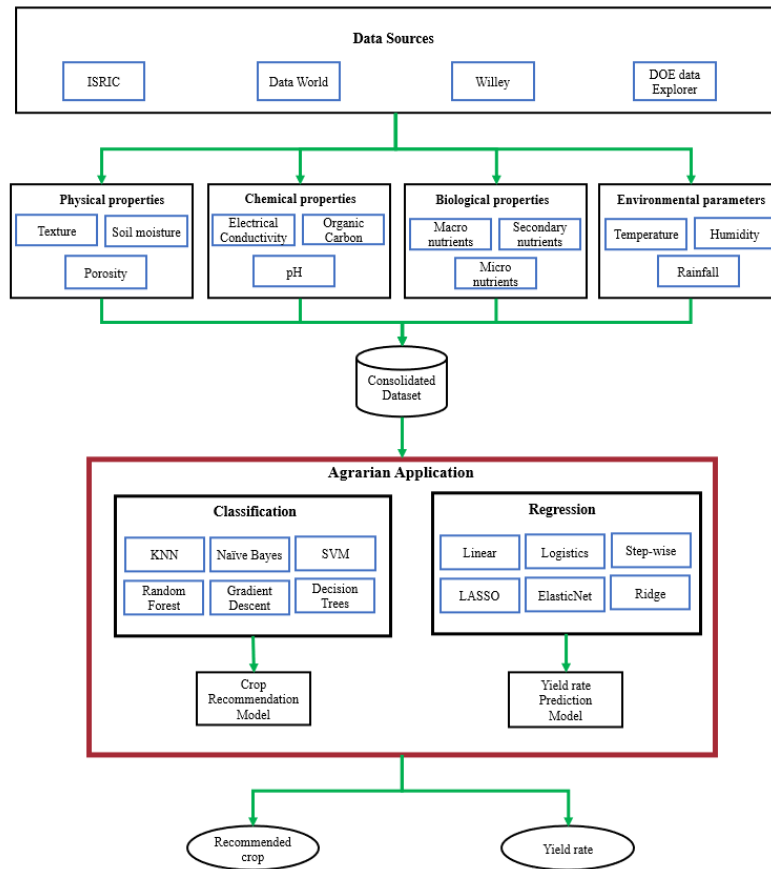 Data Sources
ISRIC
Data World
Willey
DOE data
Explorer
Physical properties
Texture
Soil moisture
Porosity
Chemical properties
Electrical
Conductivity
Organic
Carbon
pH
Biological properties
Macro
nutrients
Secondary
nutrients
Micro
nutrients
Environmental parameters
Temperature
Humidity
Rainfall
Consolidated
Dataset
Agrarian Application
Classification
KNN
Naïve Bayes
SVM
Random
Forest
Gradient
Descent
Decision
Trees
Regression
Linear
Logistics
Step-wise
LASSO
ElasticNet
Ridge
Crop
Recommendation
Model
Yield rate
Prediction
Model
Recommended
crop
Yield rate